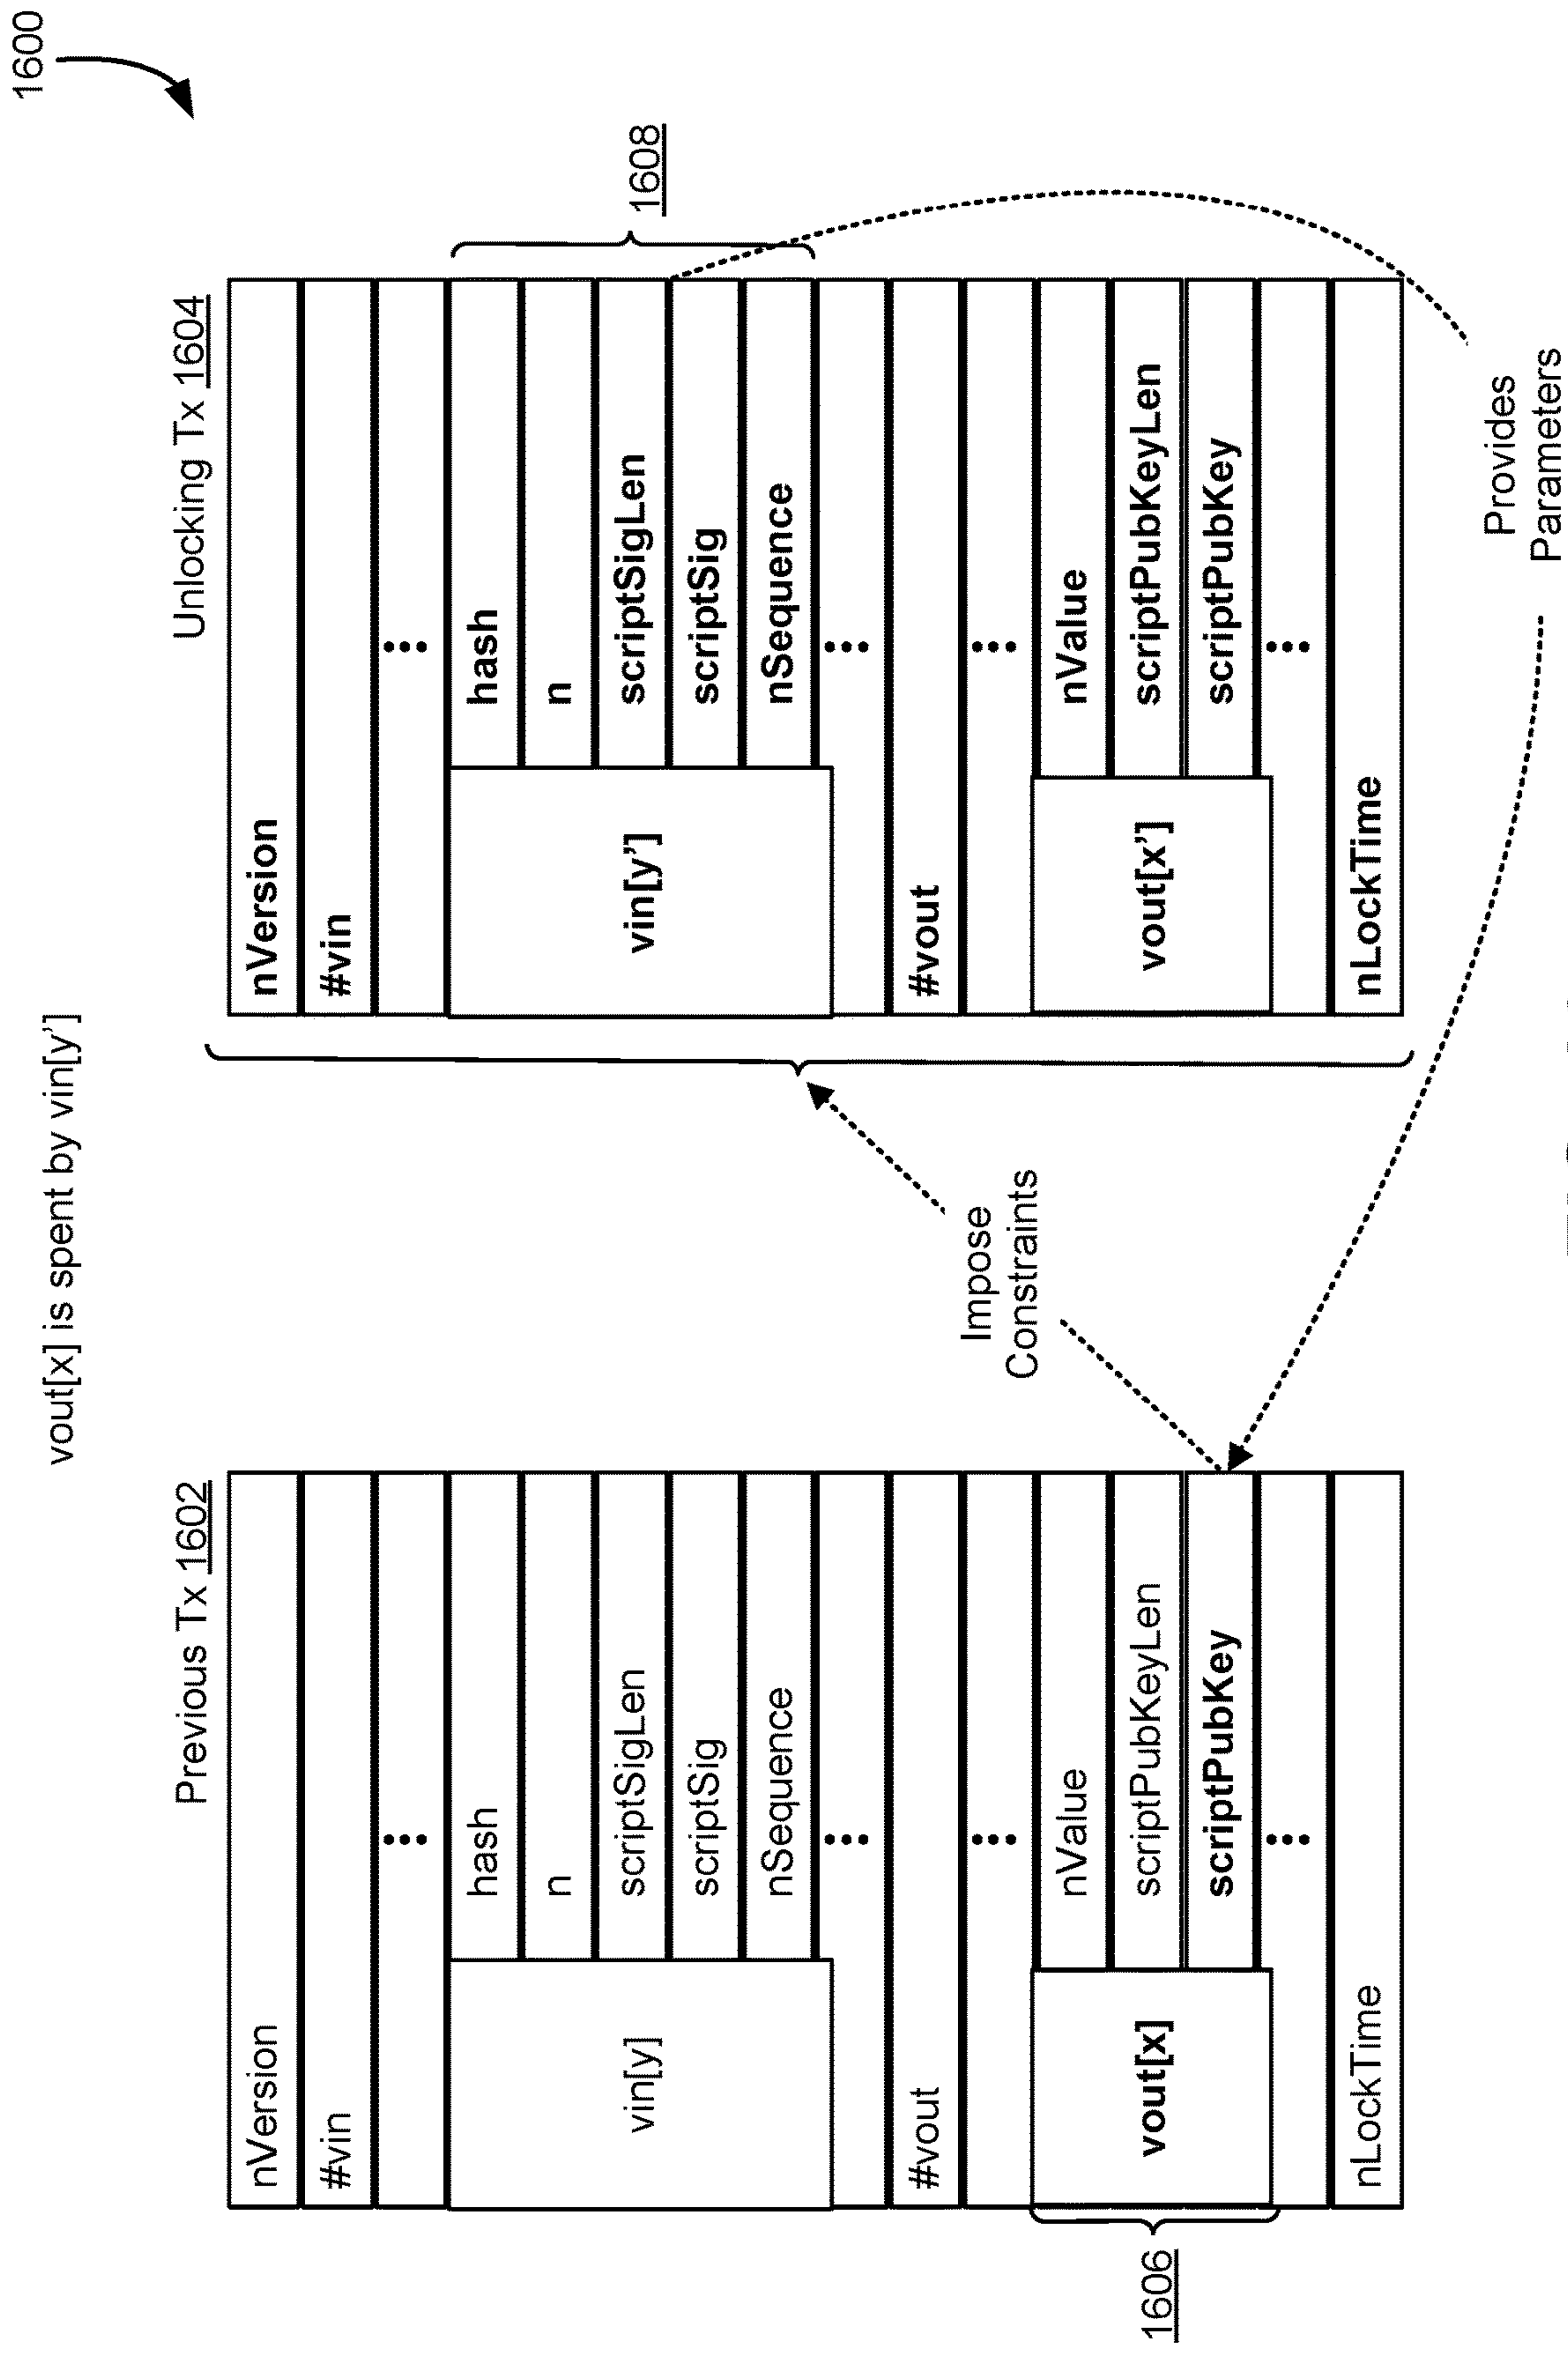 1600
vout[x] is spent by vin[y']
Previous Tx 1602
nVersion
#vin
...
vin[y]
hash
n
scriptSigLen
scriptSig
nSequence
...
#vout
...
1606
vout[x]
nValue
scriptPubKeyLen
scriptPubKey
...
nLockTime
Impose
Constraints
Unlocking Tx 1604
nVersion
#vin
...
vin[y']
hash
n
scriptSigLen
scriptSig
nSequence
1608
...
#vout
...
vout[x']
nValue
scriptPubKeyLen
scriptPubKey
...
nLockTime
Provides
Parameters